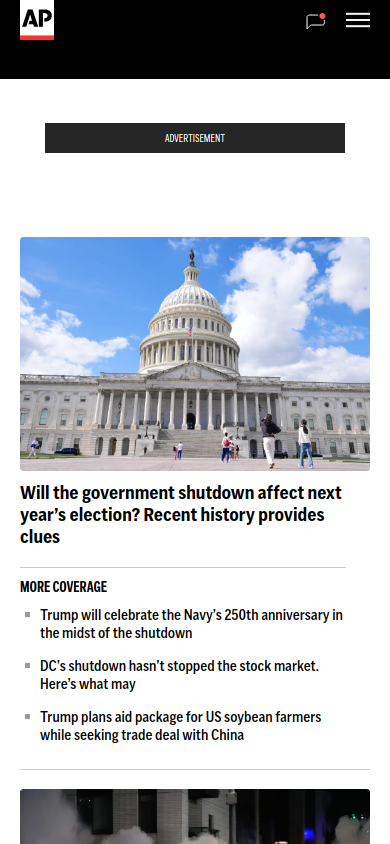 AP
ADVERTISEMENT
Will the government shutdown affect next
year’s election? Recent history provides
clues
MORE COVERAGE
Trump will celebrate the Navy’s 250th anniversary in
the midst of the shutdown
DC’s shutdown hasn’t stopped the stock market.
Here’s what may
Trump plans aid package for US soybean farmers
while seeking trade deal with China